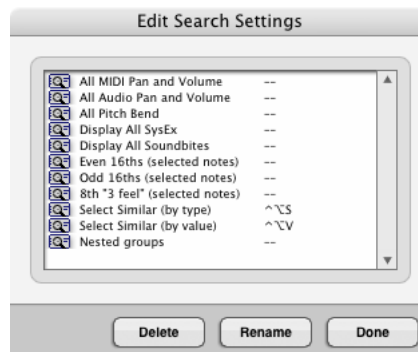 Edit Search Settings
All MIDI Pan and Volume --
All Audio Pan and Volume --
All Pitch Bend --
Display All SysEx --
Display All Soundbites --
Even 16ths (selected notes) --
Odd 16ths (selected notes) --
8th "3 feel" (selected notes) --
Select Similar (by type) ^⌥S
Select Similar (by value) ^⌥V
Nested groups --
Delete Rename Done